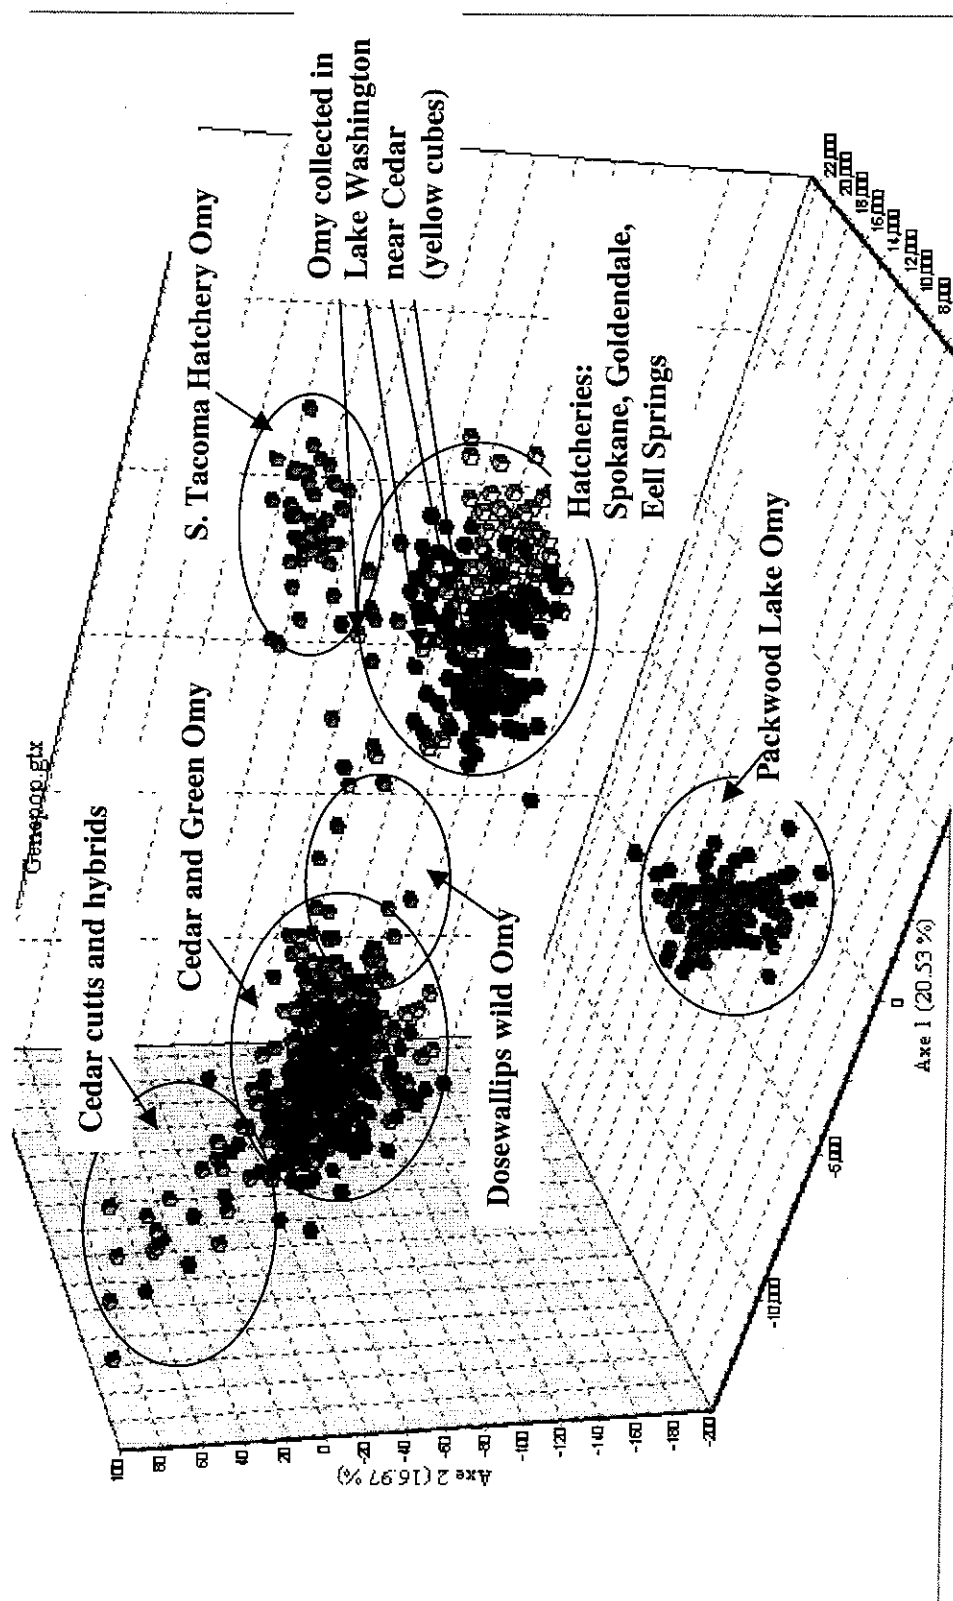 Genepop.gtx
Cedar cutts and hybrids
Cedar and Green Omy
S. Tacoma Hatchery Omy
Omy collected in
Lake Washington
near Cedar
(yellow cubes)
Dosewallips wild Omy
Hatcheries:
Spokane, Goldendale,
Eell Springs
Packwood Lake Omy
Axe 2 (16.97 %)
100
80
60
40
20
0
-20
-40
-60
-80
-100
-120
-140
-160
-180
-200
Axe 1 (20.53 %)
-10,000
-5,000
0
8,000
10,000
12,000
14,000
16,000
18,000
20,000
22,000